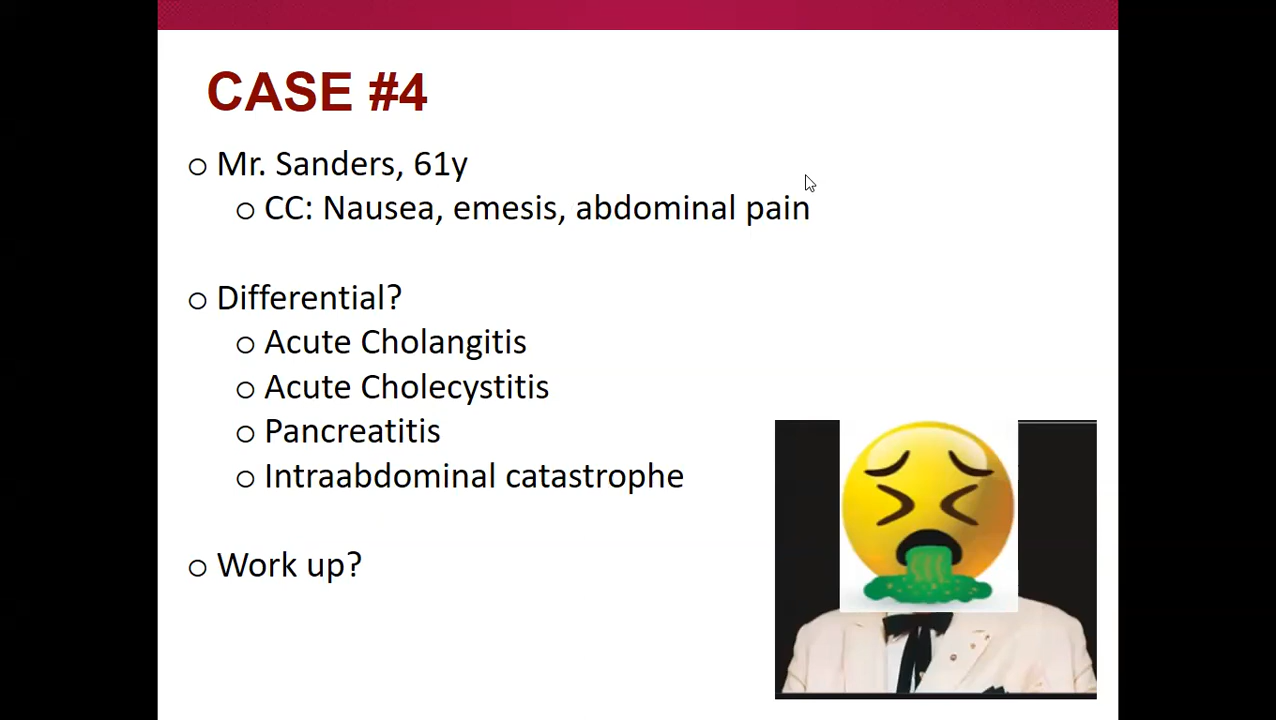 CASE #4
Mr. Sanders, 61y
CC: Nausea, emesis, abdominal pain
Differential?
Acute Cholangitis
Acute Cholecystitis
Pancreatitis
Intraabdominal catastrophe
Work up?